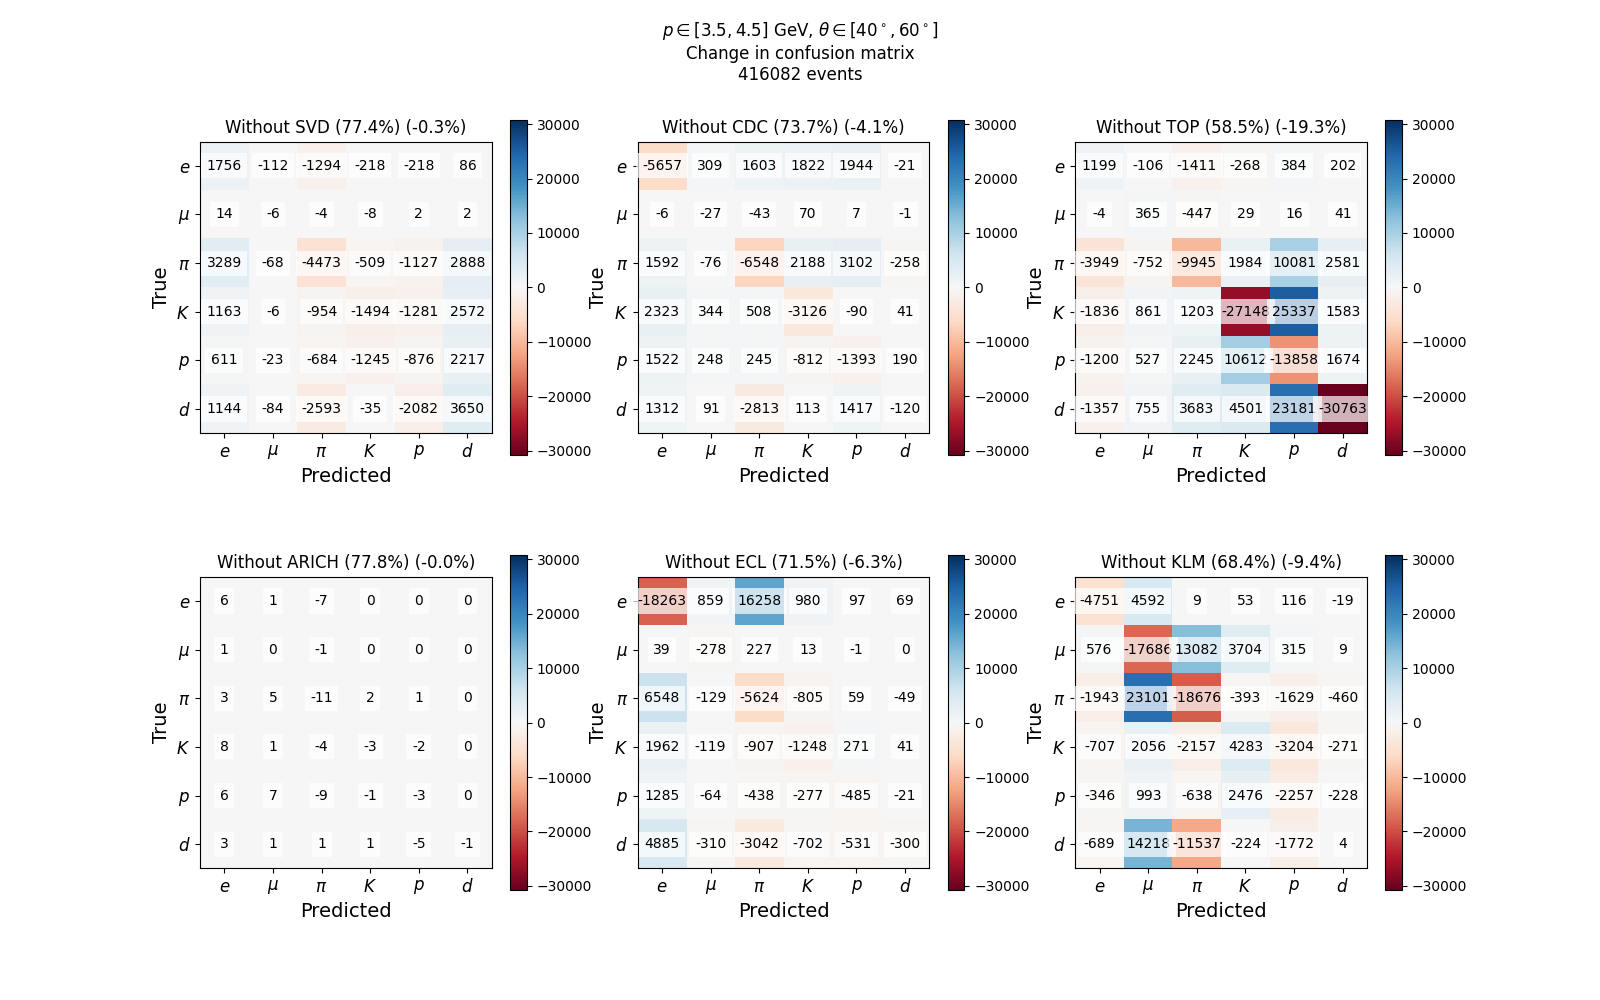 p ∈ [3.5, 4.5] GeV, θ ∈ [40°, 60°]
Change in confusion matrix
416082 events
Without SVD (77.4%) (-0.3%)
e 1756 -112 -1294 -218 -218 86
μ 14 -6 -4 -8 2 2
π 3289 -68 -4473 -509 -1127 2888
K 1163 -6 -954 -1494 -1281 2572
p 611 -23 -684 -1245 -876 2217
d 1144 -84 -2593 -35 -2082 3650
e μ π K p d
Predicted
True
30000
20000
10000
0
−10000
−20000
−30000
Without CDC (73.7%) (-4.1%)
e -5657 309 1603 1822 1944 -21
μ -6 -27 -43 70 7 -1
π 1592 -76 -6548 2188 3102 -258
K 2323 344 508 -3126 -90 41
p 1522 248 245 -812 -1393 190
d 1312 91 -2813 113 1417 -120
e μ π K p d
Predicted
True
30000
20000
10000
0
−10000
−20000
−30000
Without TOP (58.5%) (-19.3%)
e 1199 -106 -1411 -268 384 202
μ -4 365 -447 29 16 41
π -3949 -752 -9945 1984 10081 2581
K -1836 861 1203 -27148 25337 1583
p -1200 527 2245 10612 -13858 1674
d -1357 755 3683 4501 23181 -30763
e μ π K p d
Predicted
True
30000
20000
10000
0
−10000
−20000
−30000
Without ARICH (77.8%) (-0.0%)
e 6 1 -7 0 0 0
μ 1 0 -1 0 0 0
π 3 5 -11 2 1 0
K 8 1 -4 -3 -2 0
p 6 7 -9 -1 -3 0
d 3 1 1 1 -5 -1
e μ π K p d
Predicted
True
30000
20000
10000
0
−10000
−20000
−30000
Without ECL (71.5%) (-6.3%)
e -18263 859 16258 980 97 69
μ 39 -278 227 13 -1 0
π 6548 -129 -5624 -805 59 -49
K 1962 -119 -907 -1248 271 41
p 1285 -64 -438 -277 -485 -21
d 4885 -310 -3042 -702 -531 -300
e μ π K p d
Predicted
True
30000
20000
10000
0
−10000
−20000
−30000
Without KLM (68.4%) (-9.4%)
e -4751 4592 9 53 116 -19
μ 576 -17686 13082 3704 315 9
π -1943 23101 -18676 -393 -1629 -460
K -707 2056 -2157 4283 -3204 -271
p -346 993 -638 2476 -2257 -228
d -689 14218 -11537 -224 -1772 4
e μ π K p d
Predicted
True
30000
20000
10000
0
−10000
−20000
−30000